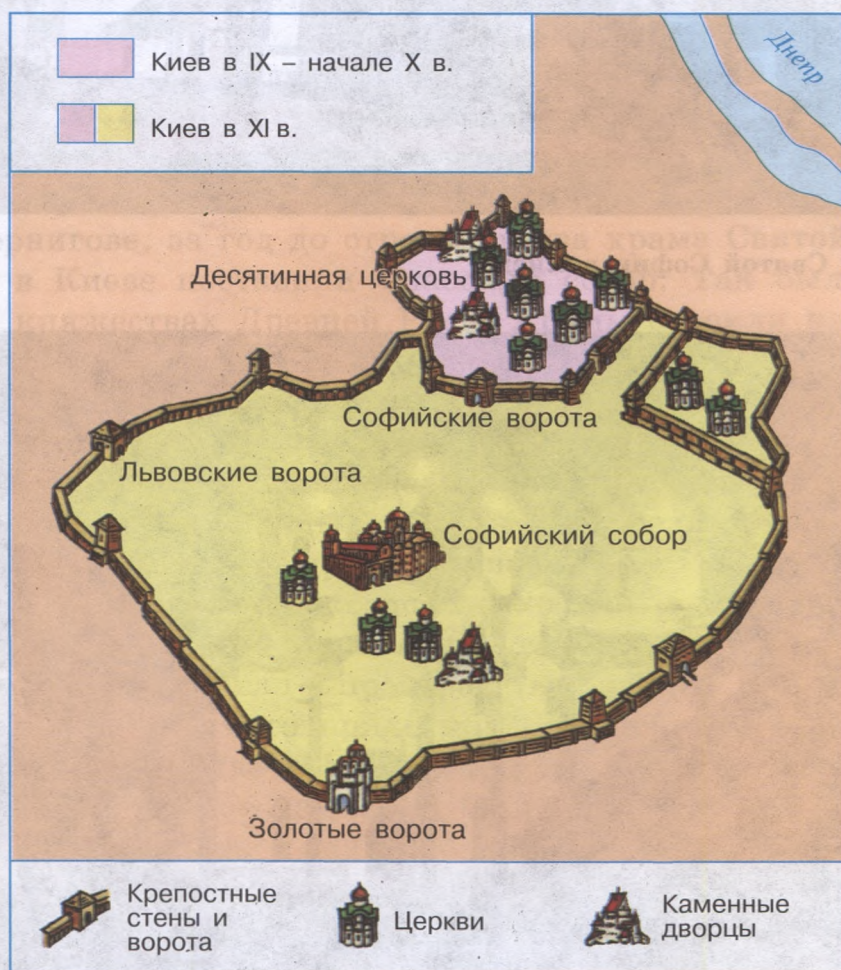 Киев в IX – начале X в.
Киев в XI в.
Днепр
Десятинная церковь
Софийские ворота
Львовские ворота
Софийский собор
Золотые ворота
Крепостные
стены и
ворота
Церкви
Каменные
дворцы